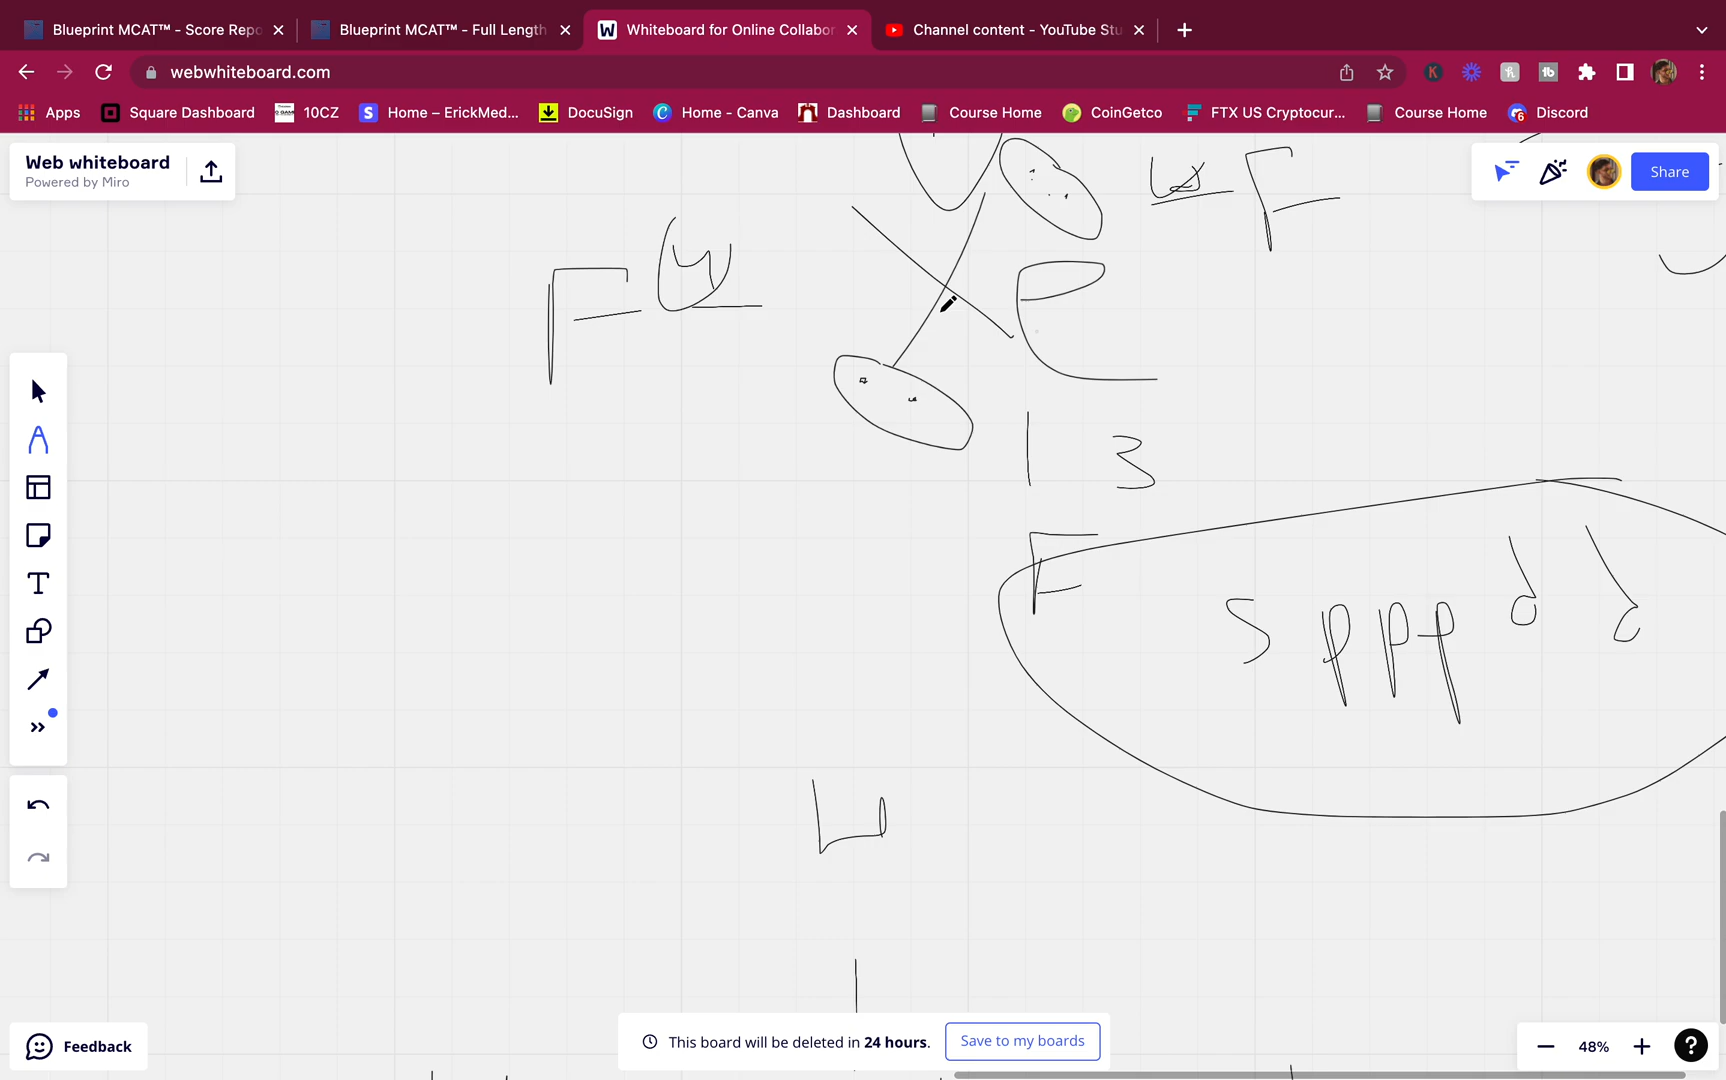 Blueprint MCAT™ - Score Repo
Blueprint MCAT™ - Full Length
Whiteboard for Online Collabor
Channel content - YouTube Stu
webwhiteboard.com
Apps
Square Dashboard
10CZ
Home – ErickMed...
DocuSign
Home - Canva
Dashboard
Course Home
CoinGetco
FTX US Cryptocur...
Course Home
Discord
Web whiteboard
Powered by Miro
Share
F
F
1 3
F
s p p p d d
Feedback
This board will be deleted in 24 hours.
Save to my boards
48%